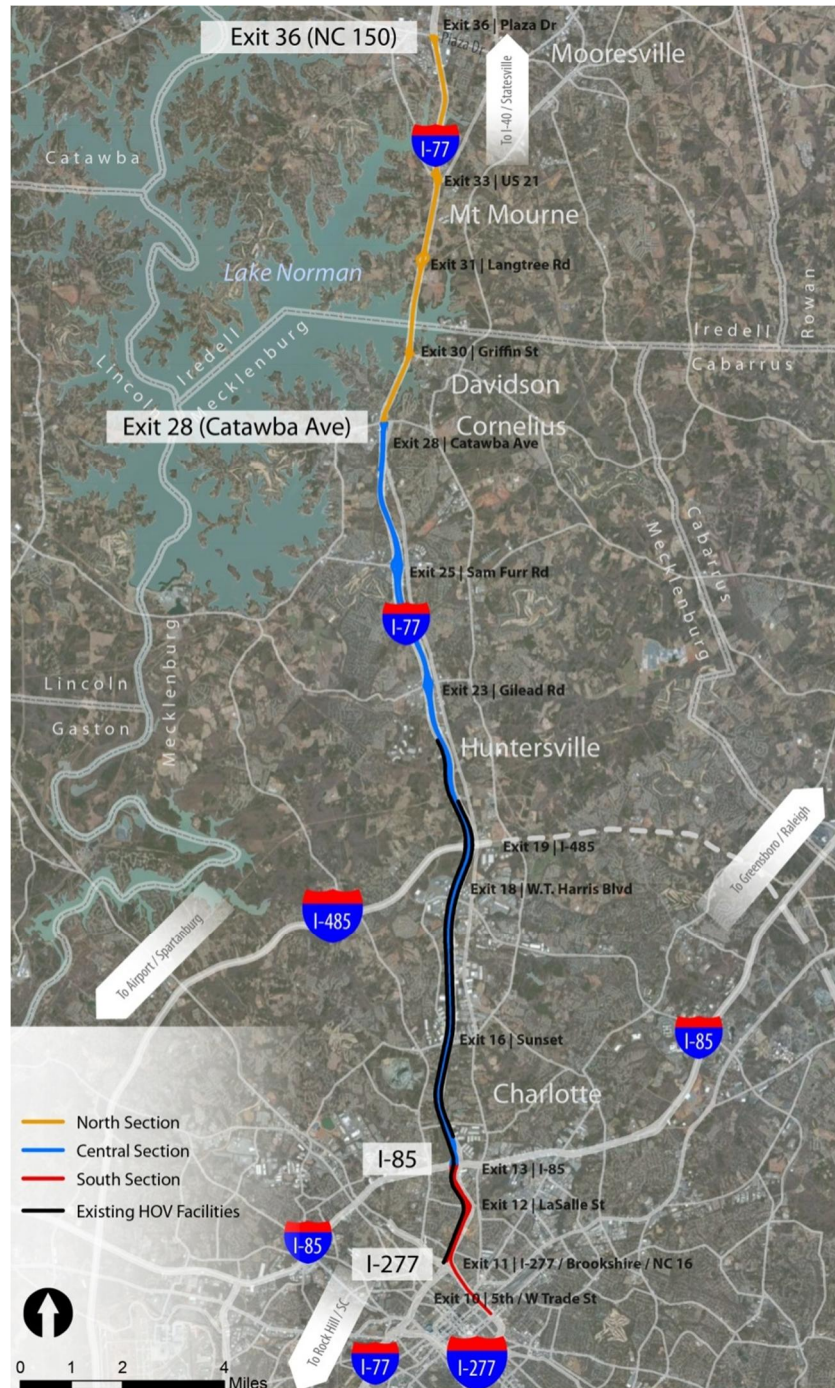 Exit 36 | Plaza Dr
Exit 36 (NC 150)
Plaza Dr
Mooresville
To I-40 / Statesville
I-77
Catawba
Exit 33 | US 21
Mt Mourne
Lake Norman
Exit 31 | Langtree Rd
Rowan
Iredell
Mecklenburg
Lincoln
Iredell
Cabarrus
Exit 30 | Griffin St
Davidson
Exit 28 (Catawba Ave)
Cornelius
Exit 28 | Catawba Ave
Cabarrus
Mecklenburg
Exit 25 | Sam Furr Rd
I-77
Mecklenburg
Lincoln
Gaston
Exit 23 | Gilead Rd
Huntersville
Exit 19 | I-485
To Greensboro / Raleigh
Exit 18 | W.T. Harris Blvd
I-485
To Airport / Spartanburg
Exit 16 | Sunset
I-85
Charlotte
North Section
Central Section
South Section
Existing HOV Facilities
I-85
Exit 13 | I-85
Exit 12 | LaSalle St
I-85
I-277
Exit 11 | I-277 / Brookshire / NC 16
Exit 10 | 5th / W Trade St
To Rock Hill / SC
I-77
I-277
0 1 2 4
Miles